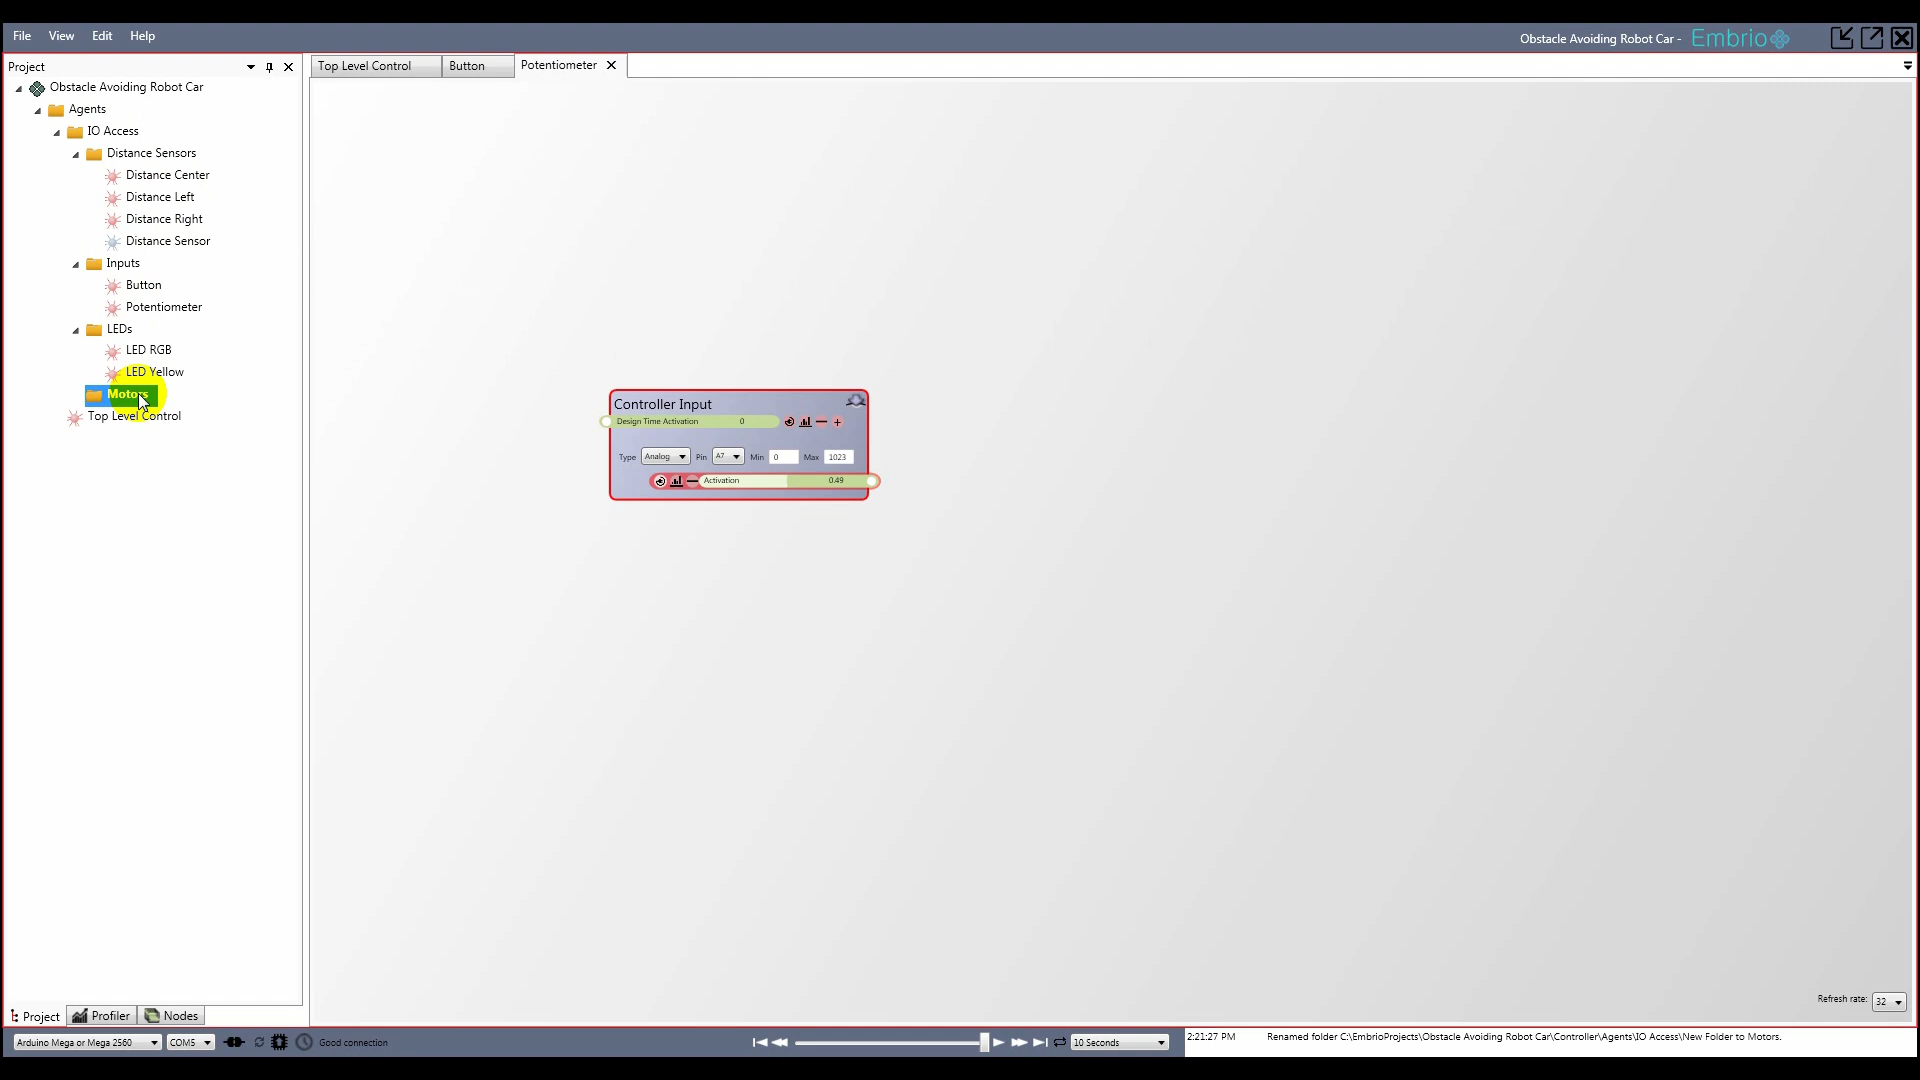 File View Edit Help
Obstacle Avoiding Robot Car - Embrio
Project
Top Level Control Button Potentiometer
Obstacle Avoiding Robot Car
Agents
IO Access
Distance Sensors
Distance Center
Distance Left
Distance Right
Distance Sensor
Inputs
Button
Potentiometer
LEDs
LED RGB
LED Yellow
Motors
Top Level Control
Controller Input
Design Time Activation 0
Type Analog Pin A7 Min 0 Max 1023
Activation 0.49
Refresh rate: 32
Project Profiler Nodes
Arduino Mega or Mega 2560 COM5 Good connection 10 Seconds 2:21:27 PM Renamed folder C:\EmbrioProjects\Obstacle Avoiding Robot Car\Controller\Agents\IO Access\New Folder to Motors.